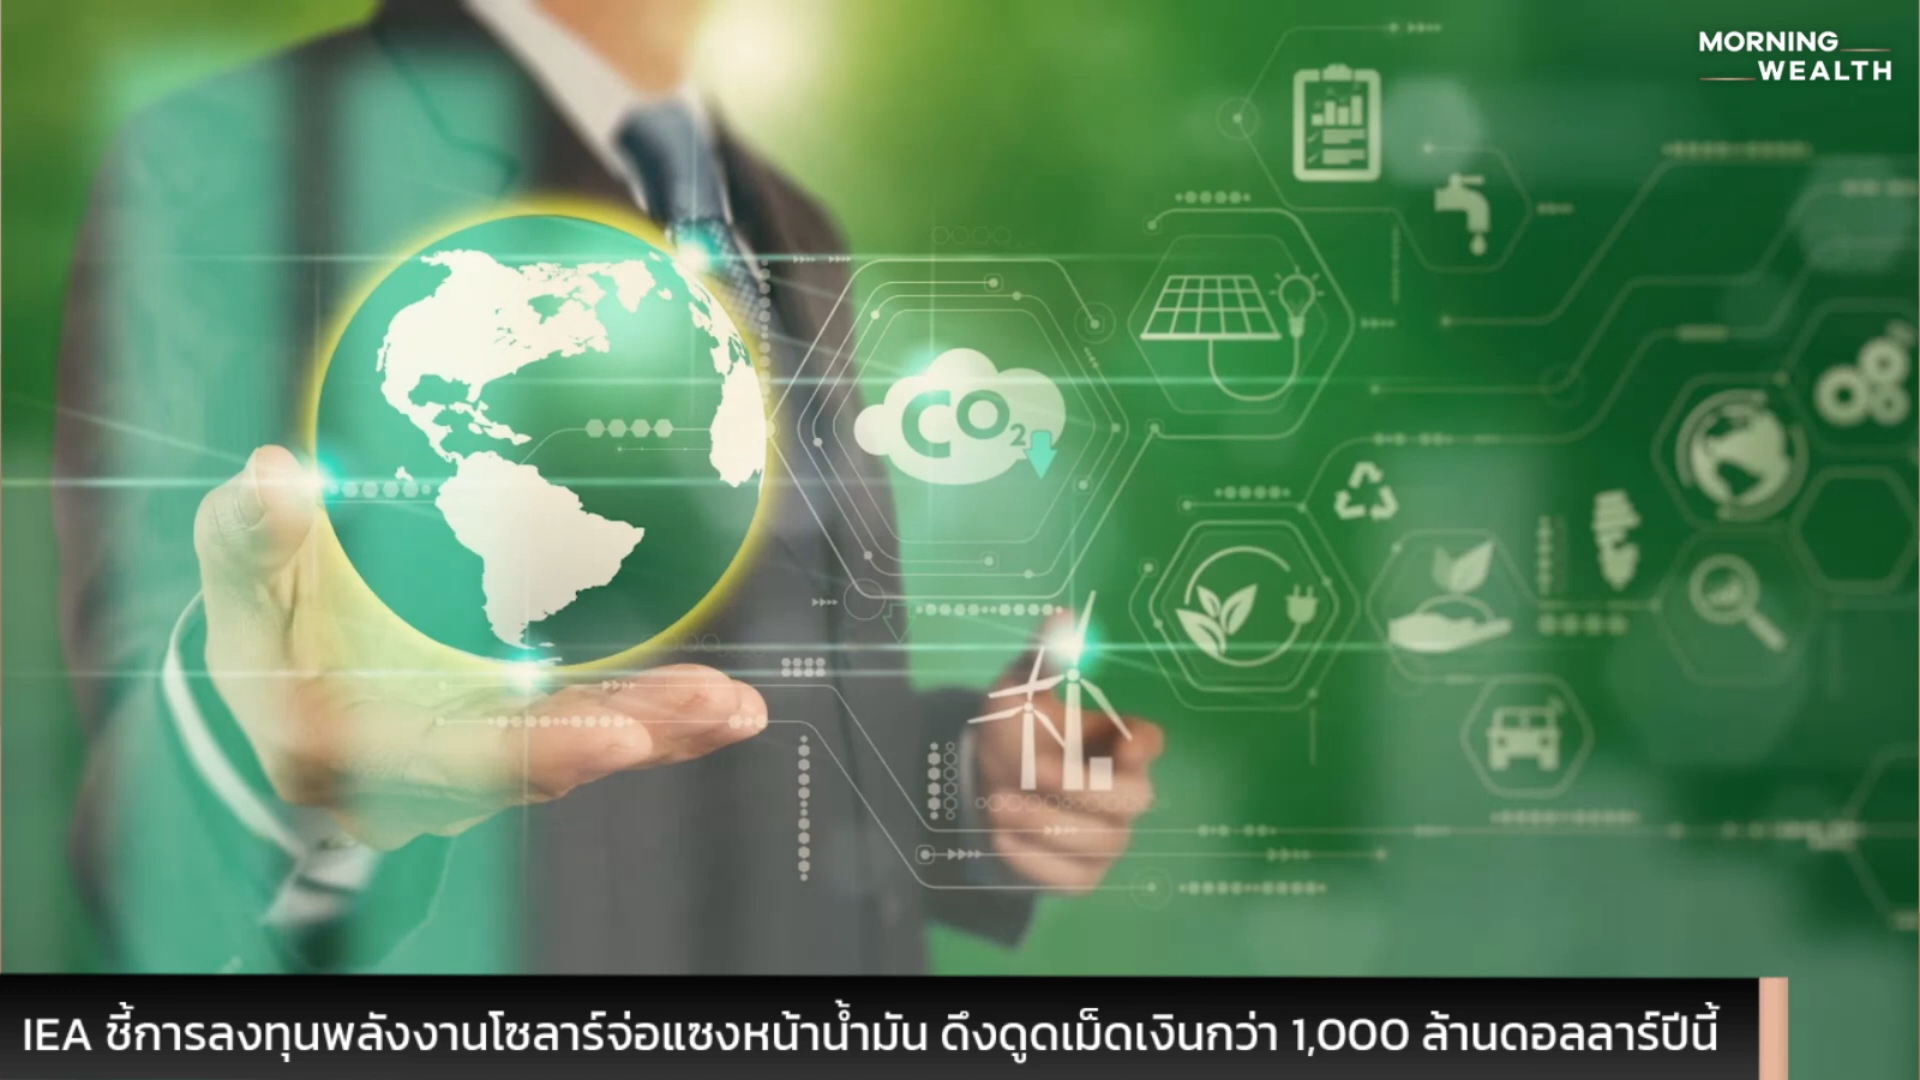 MORNING
WEALTH
CO2
IEA ชี้การลงทุนพลังงานโซลาร์จ่อแซงหน้าน้ำมัน ดึงดูดเม็ดเงินกว่า 1,000 ล้านดอลลาร์ปีนี้